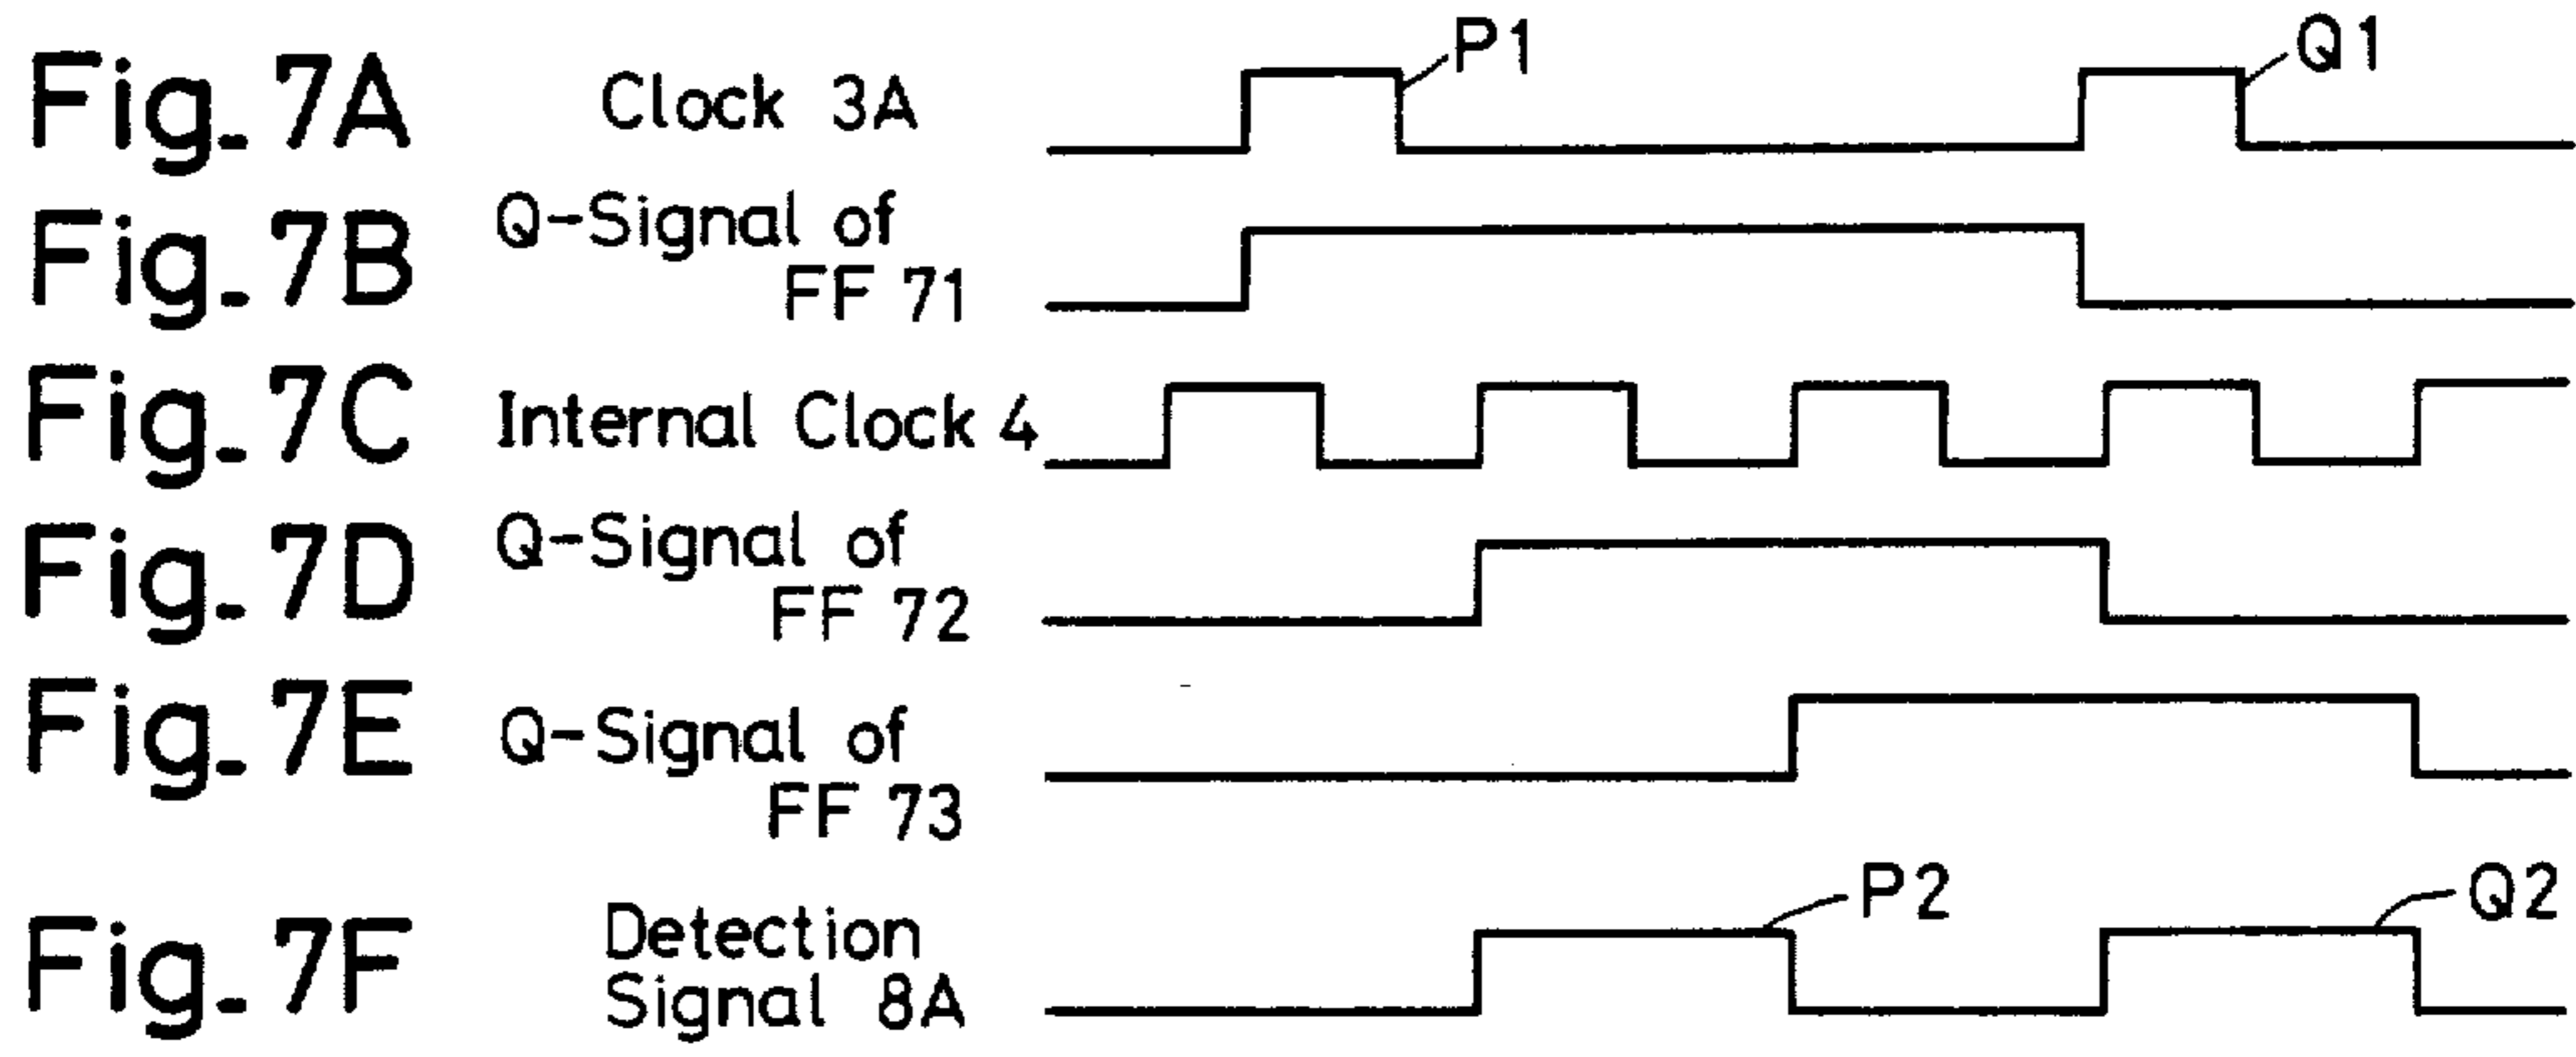 Fig. 7A Clock 3A P1 Q1
Fig. 7B Q-Signal of
FF 71
Fig. 7C Internal Clock 4
Fig. 7D Q-Signal of
FF 72
Fig. 7E Q-Signal of
FF 73
P2 Q2
Fig. 7F Detection
Signal 8A